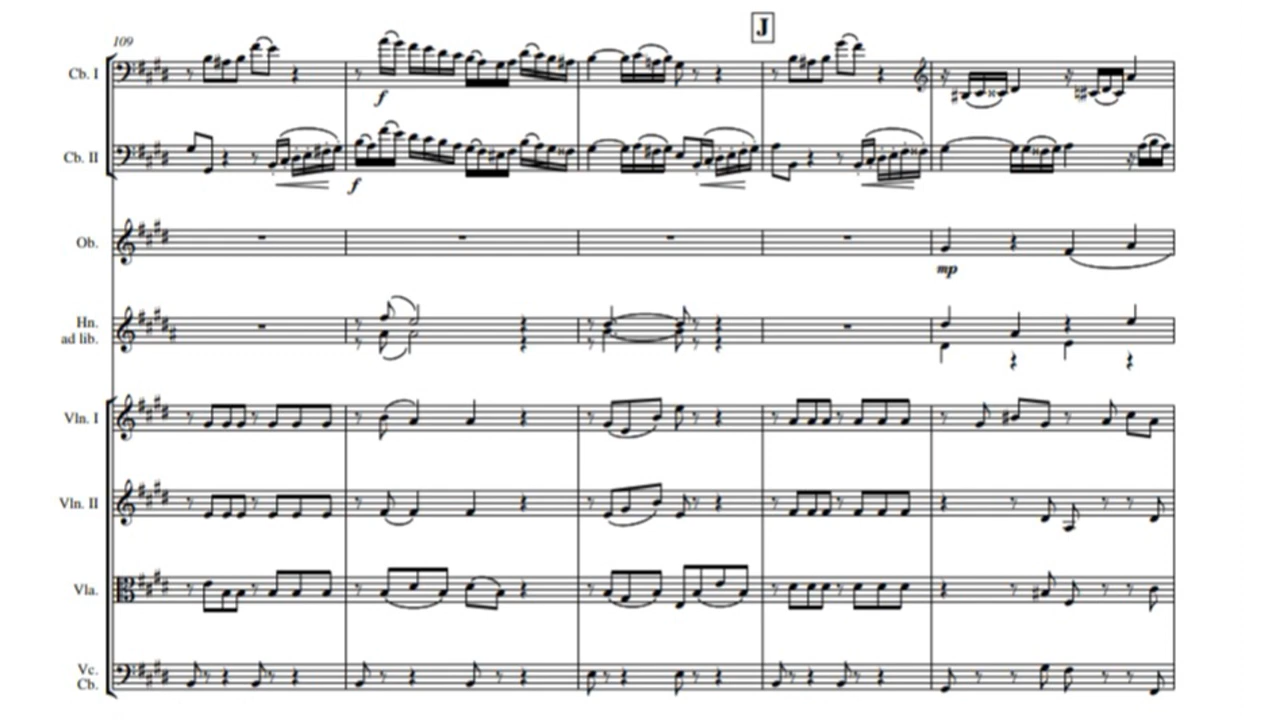 J
109
Cb. I
f
Cb. II
f
Ob.
mp
Hn.
ad lib.
Vln. I
Vln. II
Vla.
Vc.
Cb.